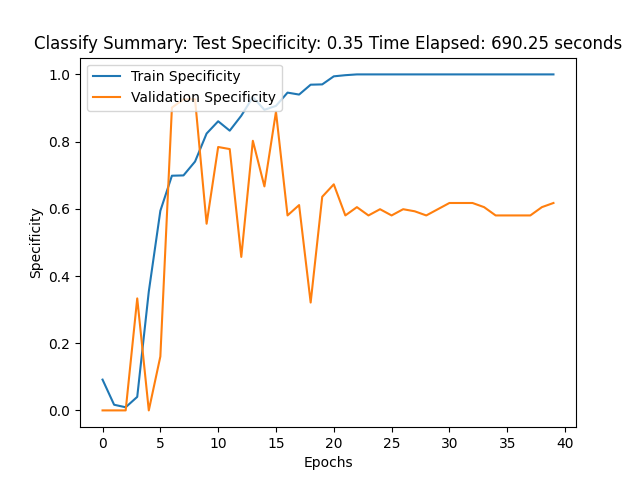 Classify Summary: Test Specificity: 0.35 Time Elapsed: 690.25 seconds
Train Specificity
Validation Specificity
Specificity
1.0
0.8
0.6
0.4
0.2
0.0
0 5 10 15 20 25 30 35 40
Epochs